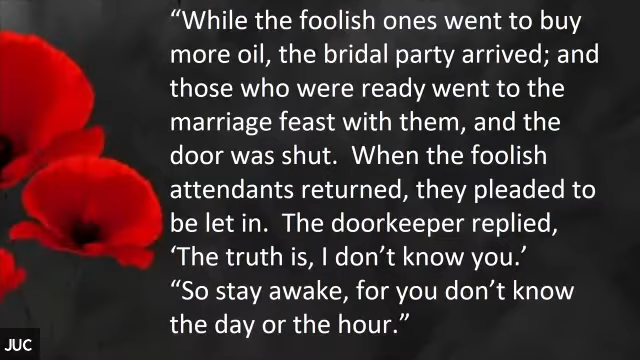 “While the foolish ones went to buy
more oil, the bridal party arrived; and
those who were ready went to the
marriage feast with them, and the
door was shut.  When the foolish
attendants returned, they pleaded to
be let in.  The doorkeeper replied,
‘The truth is, I don’t know you.’
“So stay awake, for you don’t know
the day or the hour.”
JUC